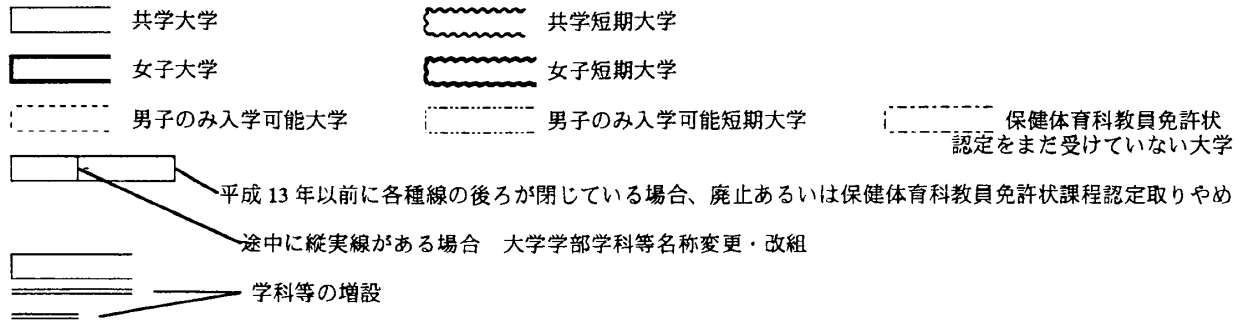 共学大学 共学短期大学
女子大学 女子短期大学
男子のみ入学可能大学 男子のみ入学可能短期大学 保健体育科教員免許状
認定をまだ受けていない大学
平成13年以前に各種線の後ろが閉じている場合、廃止あるいは保健体育科教員免許状課程認定取りやめ
途中に縦実線がある場合　大学学部学科等名称変更・改組
学科等の増設